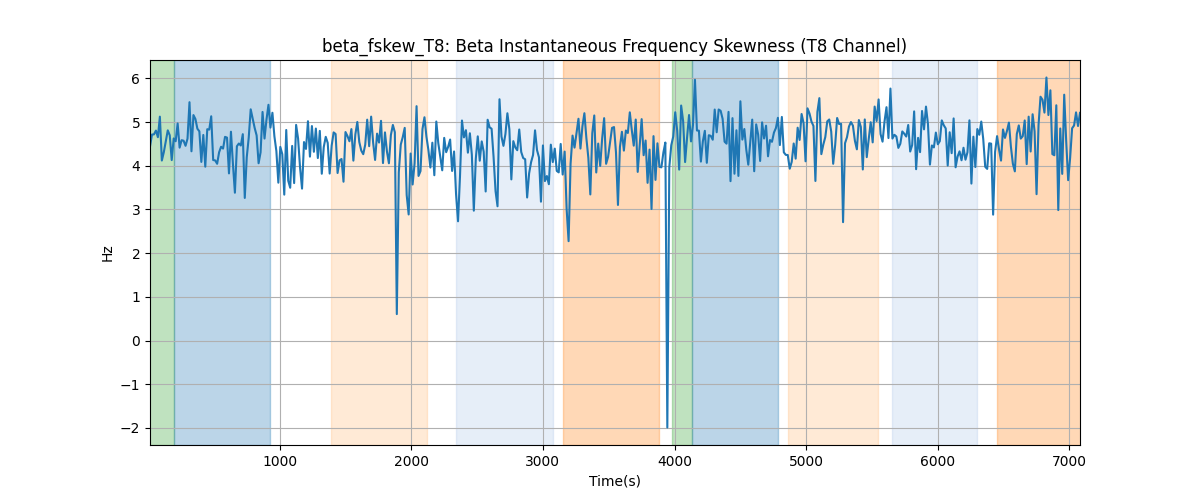 beta_fskew_T8: Beta Instantaneous Frequency Skewness (T8 Channel)
6
5
4
3
2
1
0
−1
−2
Hz
1000 2000 3000 4000 5000 6000 7000
Time(s)